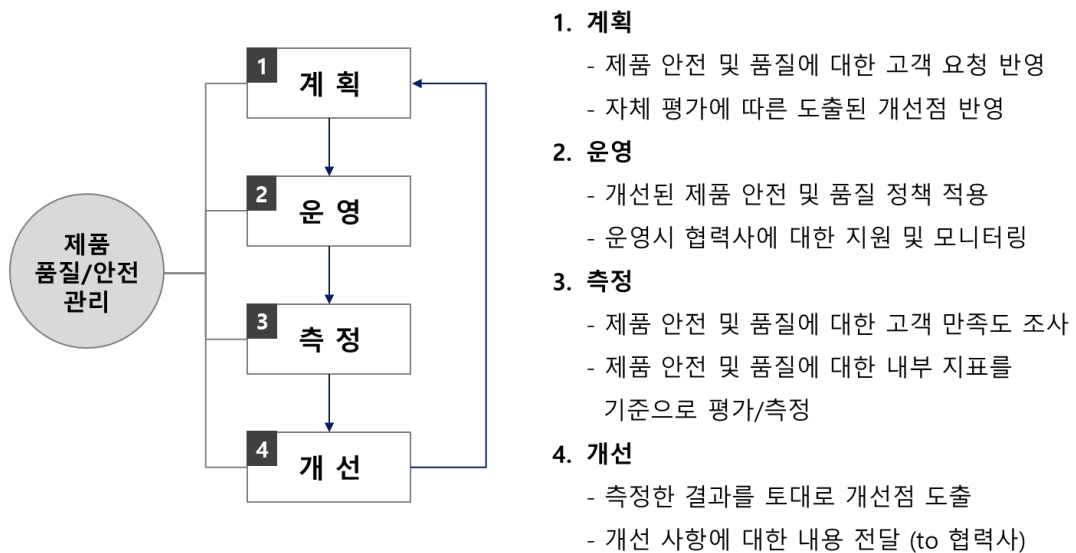 제품
품질/안전
관리
1
계 획
2
운 영
3
측 정
4
개 선
1. 계획
- 제품 안전 및 품질에 대한 고객 요청 반영
- 자체 평가에 따른 도출된 개선점 반영
2. 운영
- 개선된 제품 안전 및 품질 정책 적용
- 운영시 협력사에 대한 지원 및 모니터링
3. 측정
- 제품 안전 및 품질에 대한 고객 만족도 조사
- 제품 안전 및 품질에 대한 내부 지표를
기준으로 평가/측정
4. 개선
- 측정한 결과를 토대로 개선점 도출
- 개선 사항에 대한 내용 전달 (to 협력사)